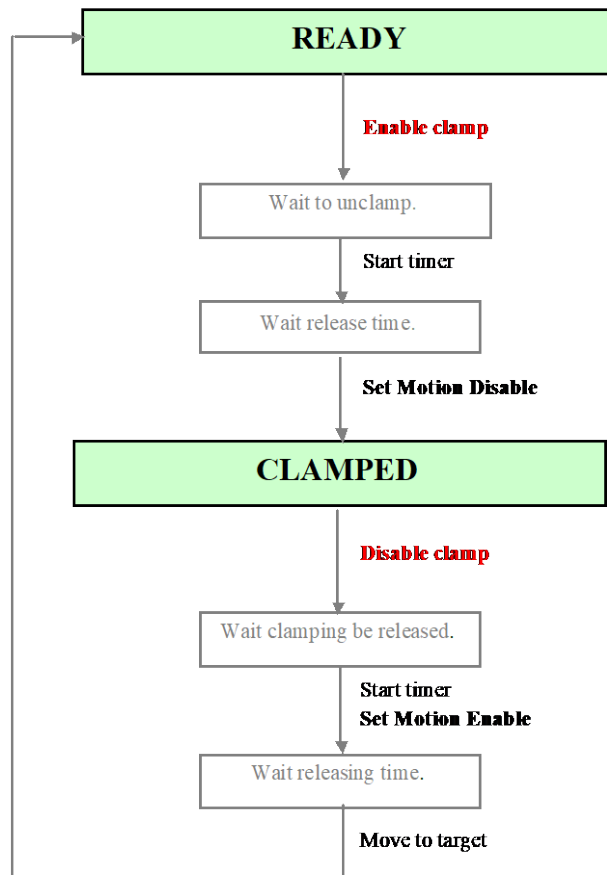 READY
Enable clamp
Wait to unclamp.
Start timer
Wait release time.
Set Motion Disable
CLAMPED
Disable clamp
Wait clamping be released.
Start timer
Set Motion Enable
Wait releasing time.
Move to target